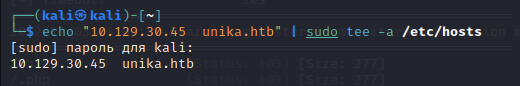 ┌──(kali㉿kali)-[~]
└─$ echo "10.129.30.45  unika.htb" | sudo tee -a /etc/hosts
[sudo] пароль для kali:
10.129.30.45  unika.htb